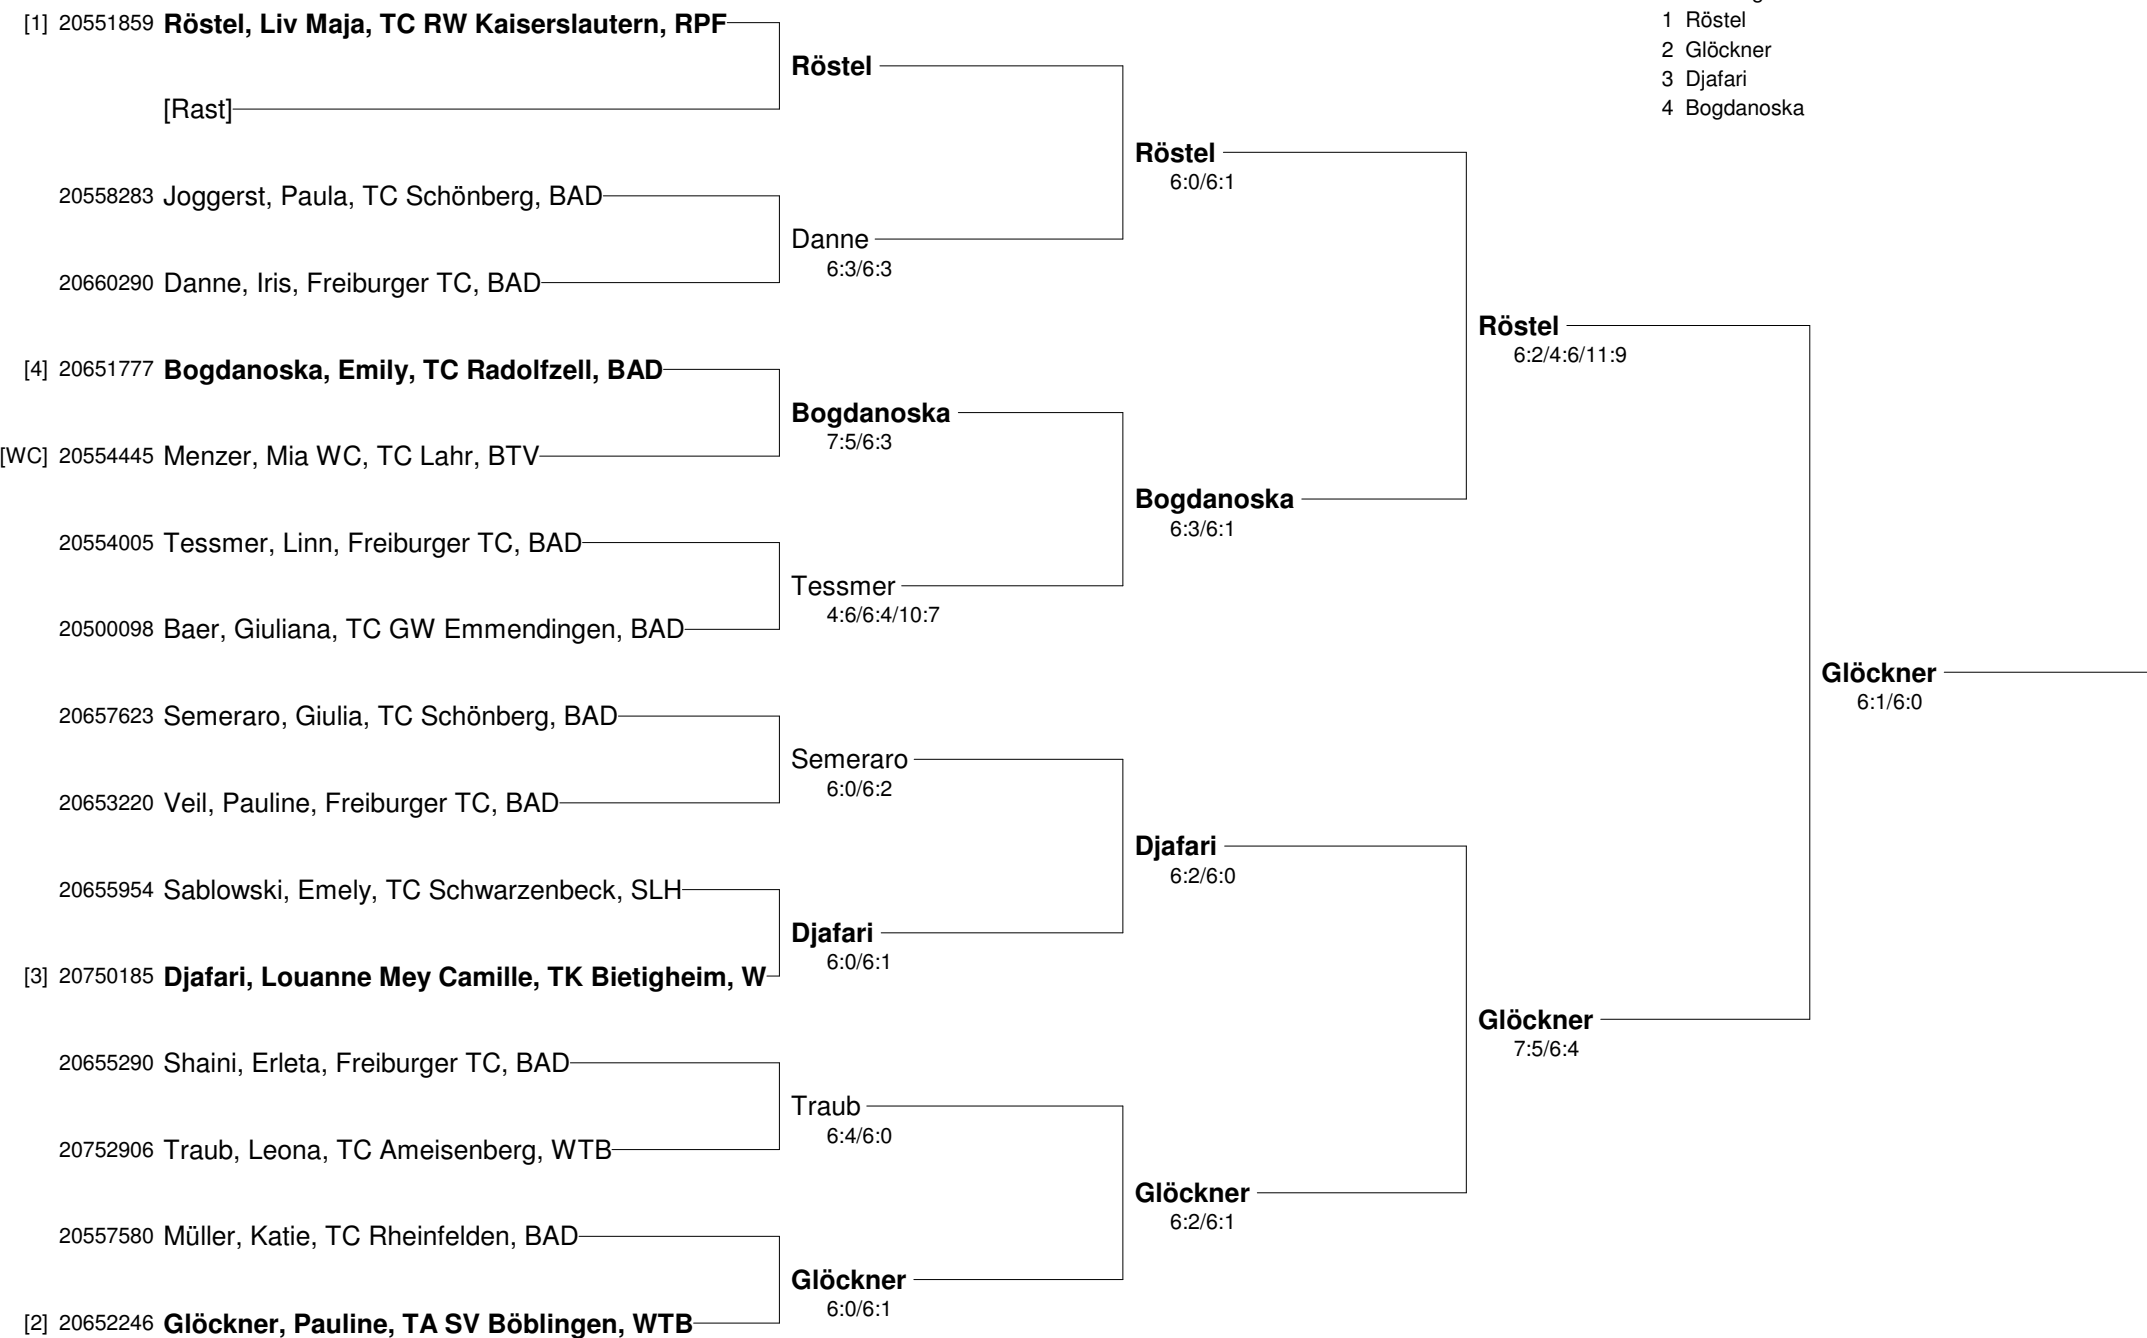 [1] 20551859 Röstel, Liv Maja, TC RW Kaiserslautern, RPF
[Rast]
20558283 Joggerst, Paula, TC Schönberg, BAD
20660290 Danne, Iris, Freiburger TC, BAD
[4] 20651777 Bogdanoska, Emily, TC Radolfzell, BAD
[WC] 20554445 Menzer, Mia WC, TC Lahr, BTV
20554005 Tessmer, Linn, Freiburger TC, BAD
20500098 Baer, Giuliana, TC GW Emmendingen, BAD
20657623 Semeraro, Giulia, TC Schönberg, BAD
20653220 Veil, Pauline, Freiburger TC, BAD
20655954 Sablowski, Emely, TC Schwarzenbeck, SLH
[3] 20750185 Djafari, Louanne Mey Camille, TK Bietigheim, W
20655290 Shaini, Erleta, Freiburger TC, BAD
20752906 Traub, Leona, TC Ameisenberg, WTB
20557580 Müller, Katie, TC Rheinfelden, BAD
[2] 20652246 Glöckner, Pauline, TA SV Böblingen, WTB
Röstel
Danne
6:3/6:3
Bogdanoska
7:5/6:3
Tessmer
4:6/6:4/10:7
Semeraro
6:0/6:2
Djafari
6:0/6:1
Traub
6:4/6:0
Glöckner
6:0/6:1
Röstel
6:0/6:1
Bogdanoska
6:3/6:1
Djafari
6:2/6:0
Glöckner
6:2/6:1
Röstel
6:2/4:6/11:9
Glöckner
7:5/6:4
Glöckner
6:1/6:0
1 Röstel
2 Glöckner
3 Djafari
4 Bogdanoska